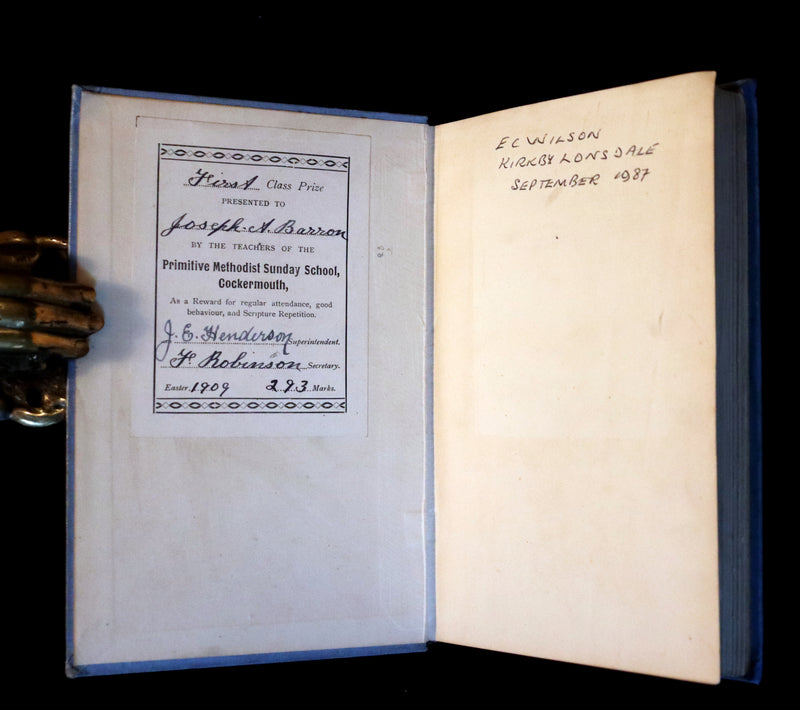 First Class Prize
PRESENTED TO
Joseph. A. Barron
BY THE TEACHERS OF THE
Primitive Methodist Sunday School,
Cockermouth,
As a Reward for regular attendance, good
behaviour, and Scripture Repetition.
J. E. Henderson Superintendent.
F. Robinson Secretary.
Easter 1909 293 Marks.
E C WILSON
KIRKBY LONSDALE
SEPTEMBER 1987